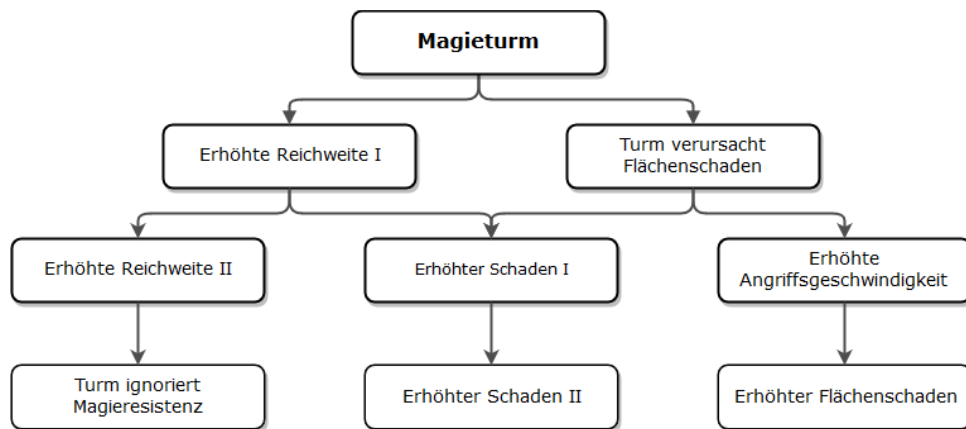 Magieturm
Erhöhte Reichweite I
Turm verursacht
Flächenschaden
Erhöhte Reichweite II
Erhöhter Schaden I
Erhöhte
Angriffsgeschwindigkeit
Turm ignoriert
Magieresistenz
Erhöhter Schaden II
Erhöhter Flächenschaden